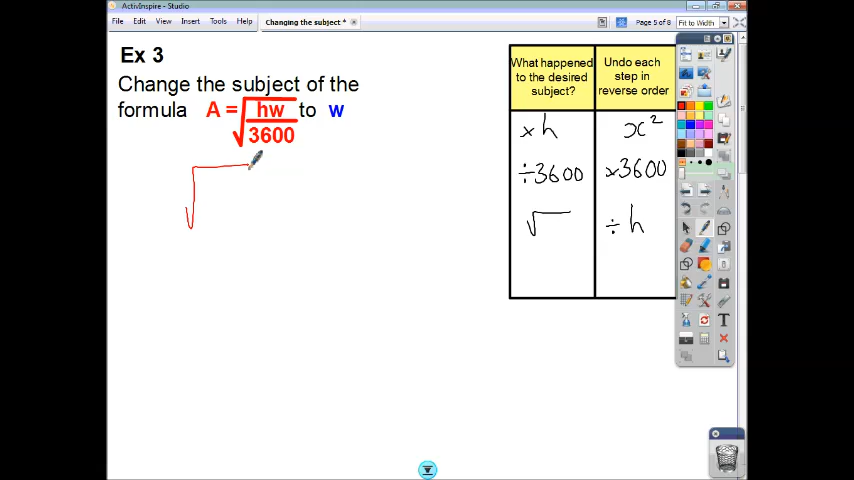 ActivInspire - Studio
File Edit View Insert Tools Help Changing the subject * Page 5 of 8 Fit to Width
Ex 3
Change the subject of the
formula A = √(hw/3600) to w
What happened to the desired subject?
Undo each step in reverse order
×h x²
÷3600 ×3600
√ ÷h